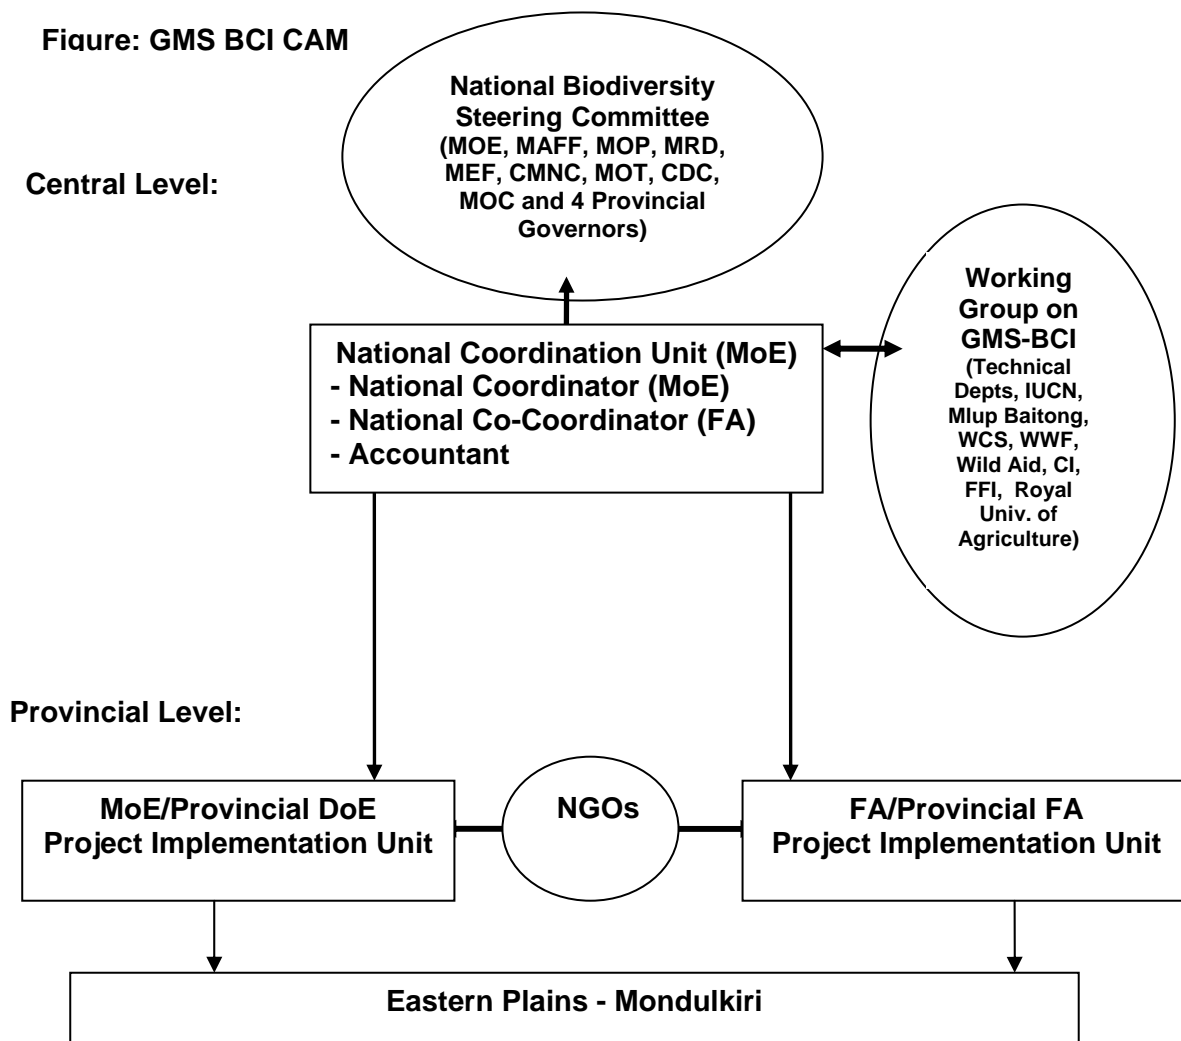 Figure: GMS BCI CAM
National Biodiversity
Steering Committee
(MOE, MAFF, MOP, MRD,
MEF, CMNC, MOT, CDC,
MOC and 4 Provincial
Governors)
Central Level:
Working
Group on
GMS-BCI
(Technical
Depts, IUCN,
Mlup Baitong,
WCS, WWF,
Wild Aid, CI,
FFI, Royal
Univ. of
Agriculture)
National Coordination Unit (MoE)
- National Coordinator (MoE)
- National Co-Coordinator (FA)
- Accountant
Provincial Level:
MoE/Provincial DoE
Project Implementation Unit
NGOs
FA/Provincial FA
Project Implementation Unit
Eastern Plains - Mondulkiri